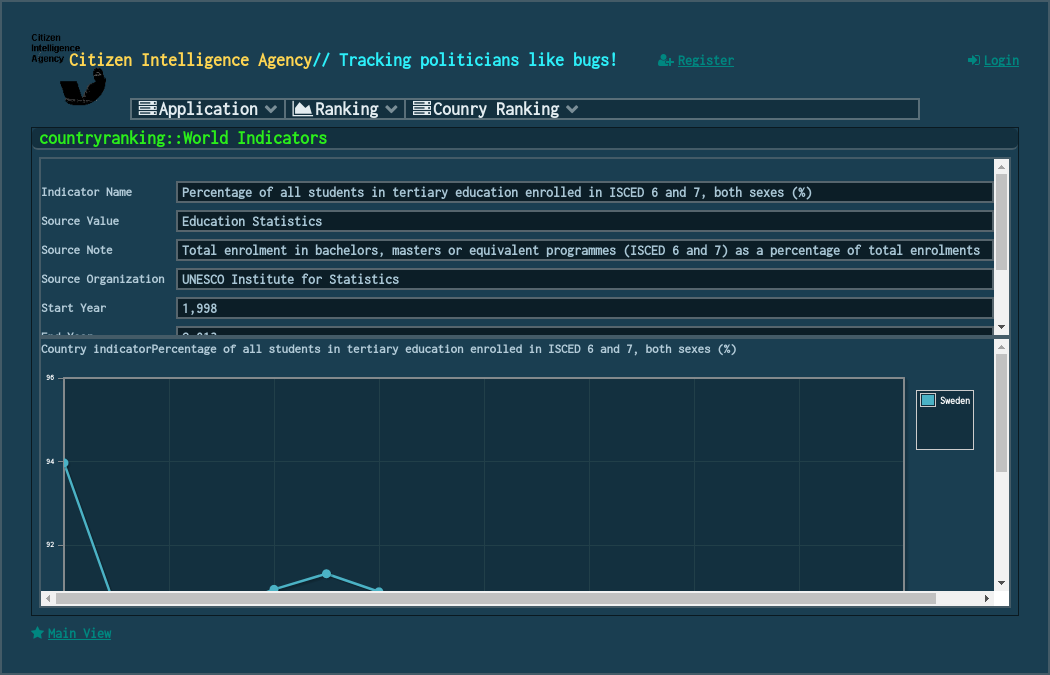 Citizen
Intelligence
Agency
Citizen Intelligence Agency// Tracking politicians like bugs!
Register
Login
Application
Ranking
Counry Ranking
countryranking::World Indicators
Indicator Name
Percentage of all students in tertiary education enrolled in ISCED 6 and 7, both sexes (%)
Source Value
Education Statistics
Source Note
Total enrolment in bachelors, masters or equivalent programmes (ISCED 6 and 7) as a percentage of total enrolments
Source Organization
UNESCO Institute for Statistics
Start Year
1,998
Country indicatorPercentage of all students in tertiary education enrolled in ISCED 6 and 7, both sexes (%)
96
Sweden
94
92
Main View